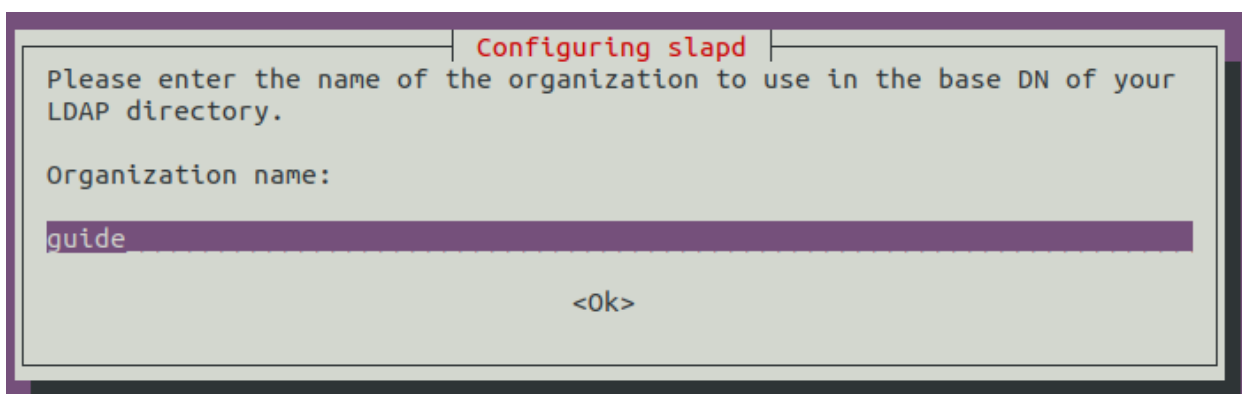 Configuring slapd
Please enter the name of the organization to use in the base DN of your
LDAP directory.
Organization name:
guide
<Ok>